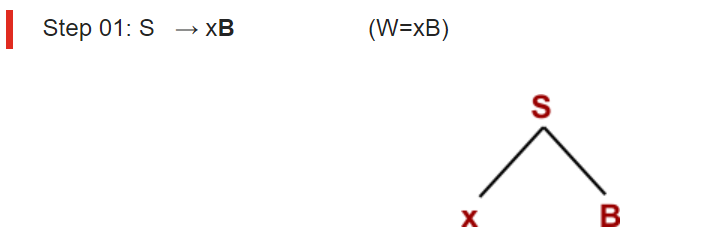 Step 01: S → xB (W=xB)
S
x B